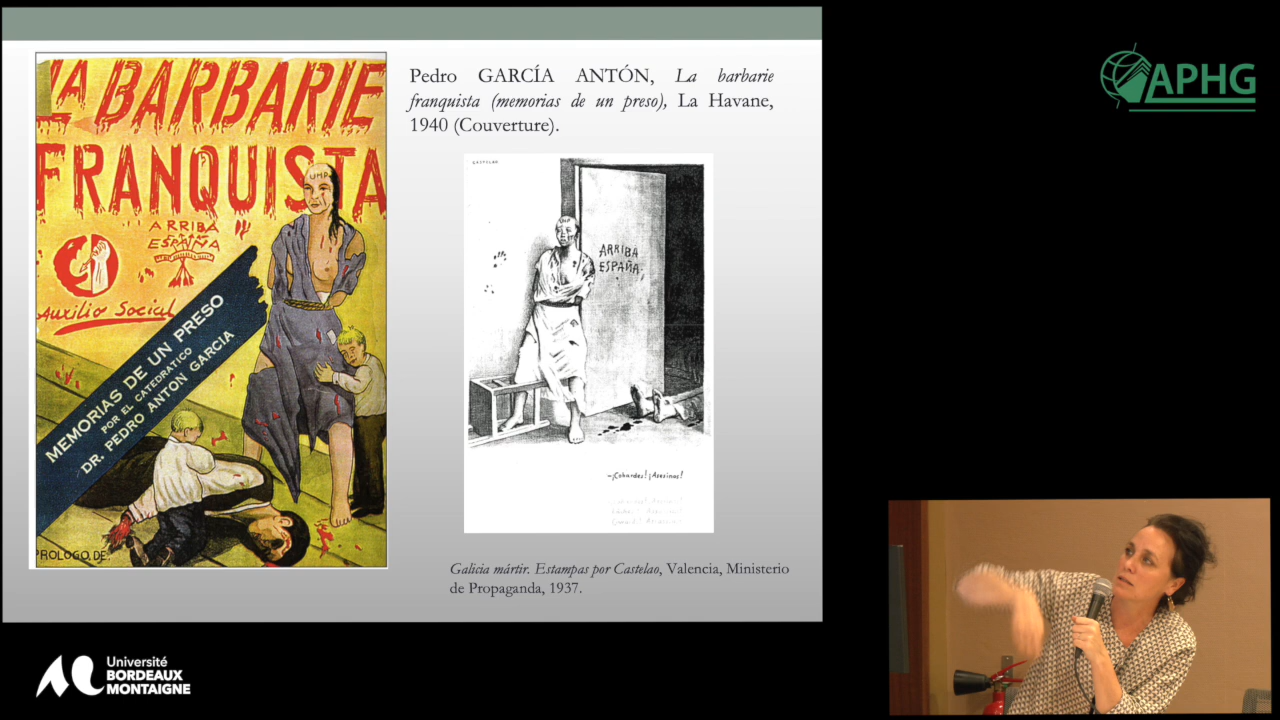 LA BARBARIE
FRANQUISTA
UHP
ARRIBA
ESPAÑA
Auxilio Social
MEMORIAS DE UN PRESO
POR EL CATEDRATICO
DR. PEDRO ANTON GARCIA
PROLOGO DE
Pedro GARCÍA ANTÓN, La barbarie
franquista (memorias de un preso), La Havane,
1940 (Couverture).
CASTELAO
ARRIBA
ESPAÑA
-¡Cobardes! ¡Asesinos!
Galicia mártir. Estampas por Castelao, Valencia, Ministerio
de Propaganda, 1937.
APHG
Université
BORDEAUX
MONTAIGNE